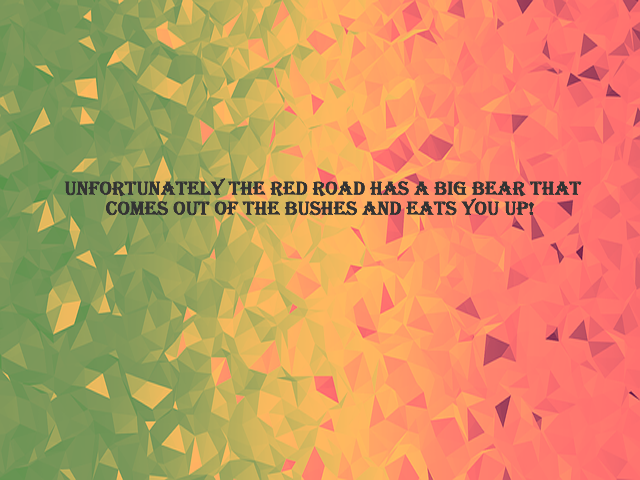 UNFORTUNATELY THE RED ROAD HAS A BIG BEAR THAT
COMES OUT OF THE BUSHES AND EATS YOU UP!